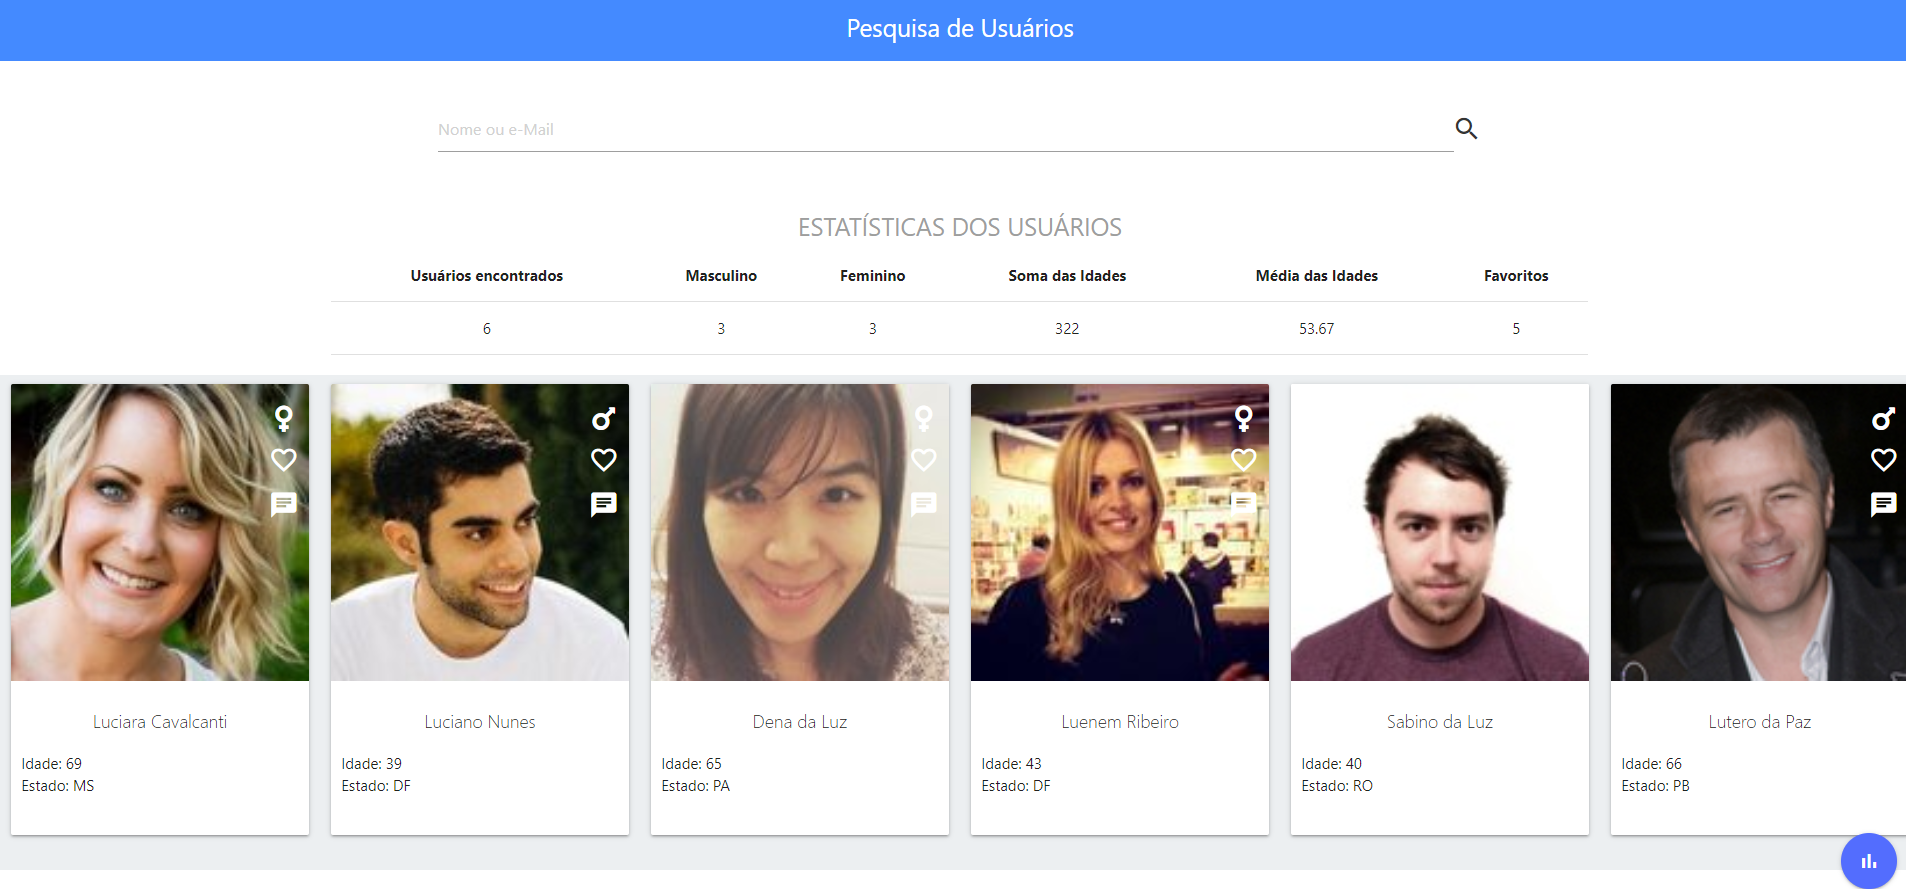 Pesquisa de Usuários
Nome ou e-Mail
ESTATÍSTICAS DOS USUÁRIOS
Usuários encontrados Masculino Feminino Soma das Idades Média das Idades Favoritos
6 3 3 322 53.67 5
Luciara Cavalcanti
Idade: 69
Estado: MS
Luciano Nunes
Idade: 39
Estado: DF
Dena da Luz
Idade: 65
Estado: PA
Luenem Ribeiro
Idade: 43
Estado: DF
Sabino da Luz
Idade: 40
Estado: RO
Lutero da Paz
Idade: 66
Estado: PB